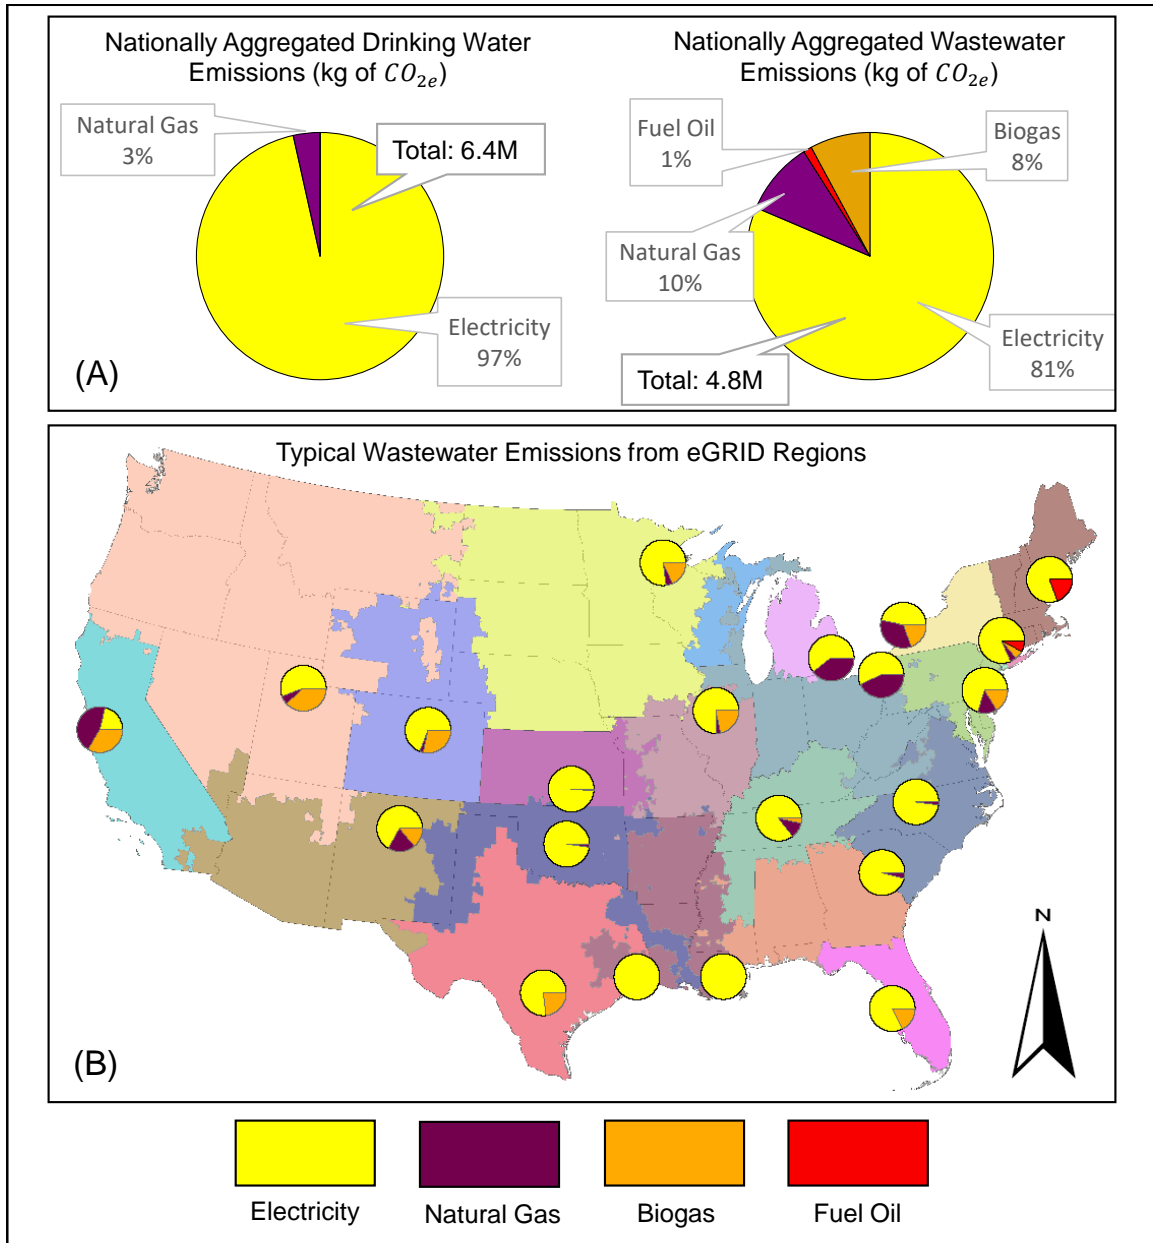 Nationally Aggregated Drinking Water
Emissions (kg of CO2e)
Natural Gas
3%
Total: 6.4M
Electricity
97%
(A)
Nationally Aggregated Wastewater
Emissions (kg of CO2e)
Fuel Oil
1%
Biogas
8%
Natural Gas
10%
Electricity
81%
Total: 4.8M
Typical Wastewater Emissions from eGRID Regions
N
(B)
Electricity
Natural Gas
Biogas
Fuel Oil